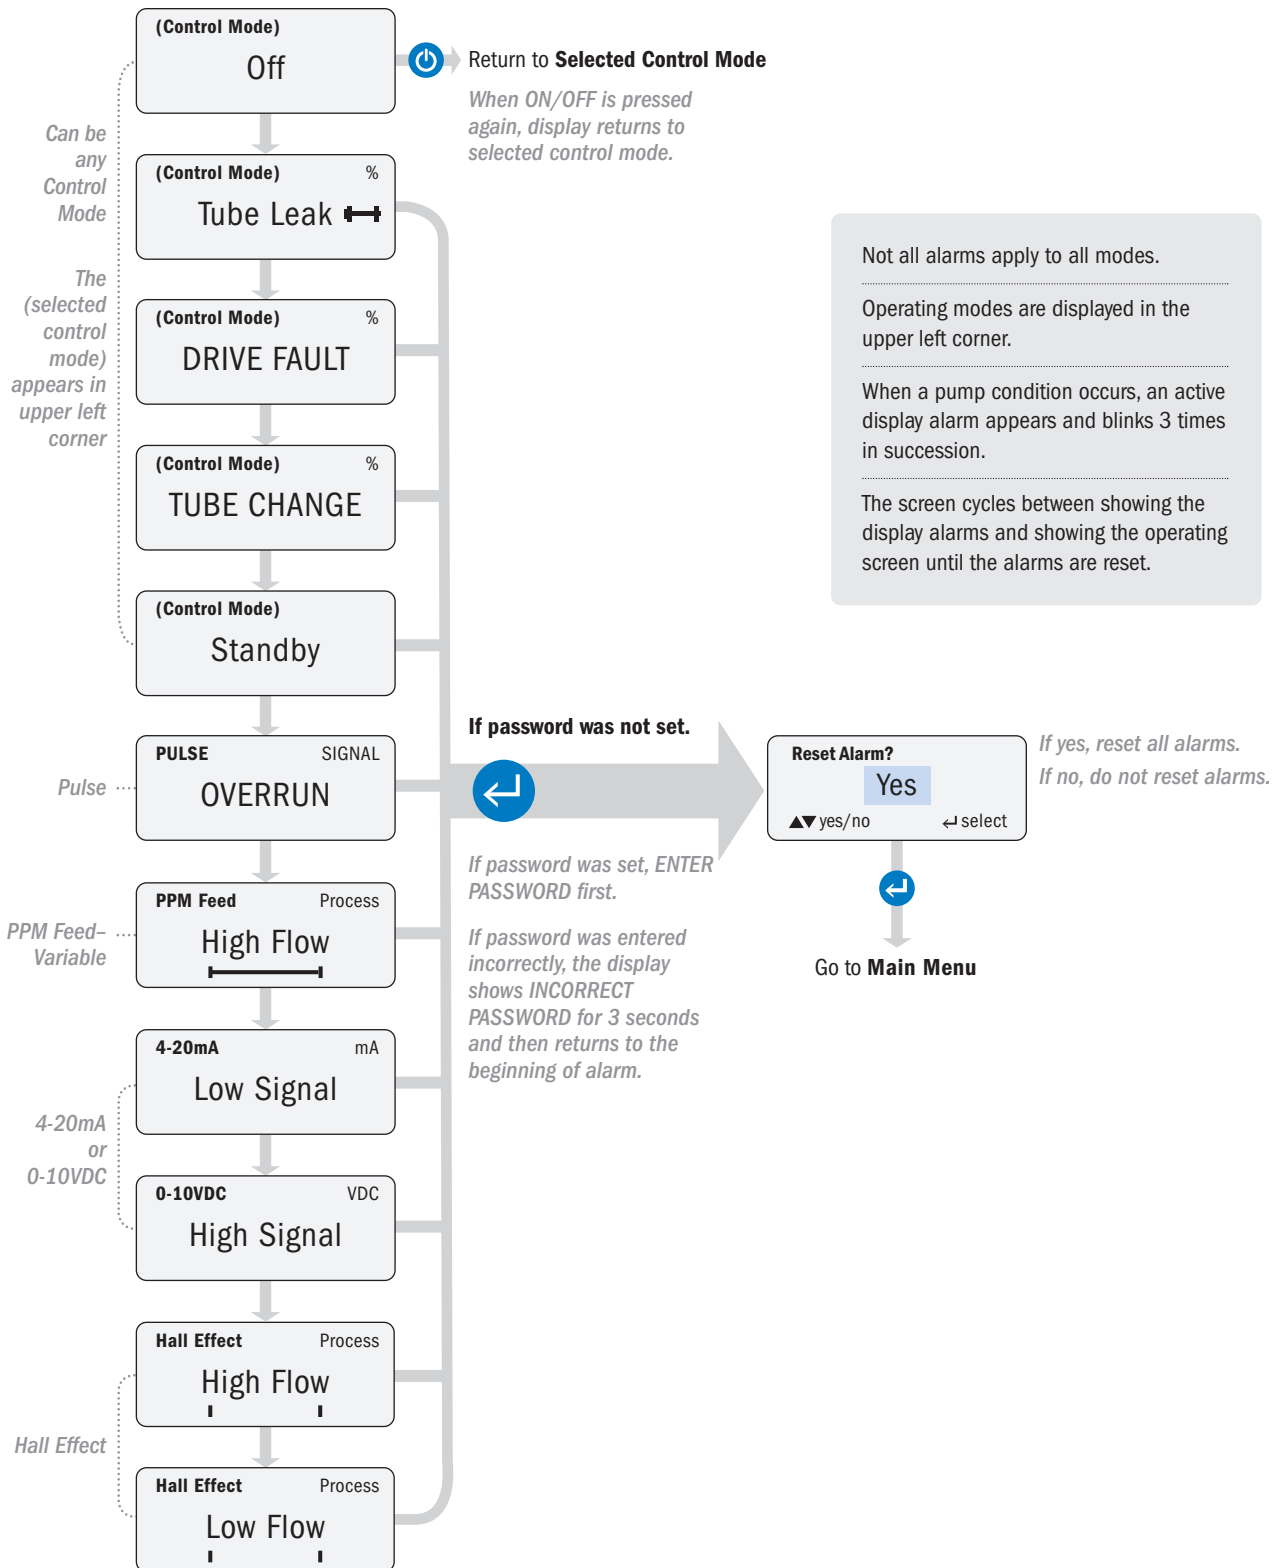 (Control Mode)
Off
Return to Selected Control Mode
When ON/OFF is pressed
again, display returns to
selected control mode.
Can be
any
Control
Mode
The
(selected
control
mode)
appears in
upper left
corner
(Control Mode) %
Tube Leak
(Control Mode) %
DRIVE FAULT
(Control Mode) %
TUBE CHANGE
(Control Mode)
Standby
Not all alarms apply to all modes.
Operating modes are displayed in the
upper left corner.
When a pump condition occurs, an active
display alarm appears and blinks 3 times
in succession.
The screen cycles between showing the
display alarms and showing the operating
screen until the alarms are reset.
Pulse
PULSE SIGNAL
OVERRUN
If password was not set.
If password was set, ENTER
PASSWORD first.
If password was entered
incorrectly, the display
shows INCORRECT
PASSWORD for 3 seconds
and then returns to the
beginning of alarm.
Reset Alarm?
Yes
▲▼ yes/no ↵ select
If yes, reset all alarms.
If no, do not reset alarms.
Go to Main Menu
PPM Feed–
Variable
PPM Feed Process
High Flow
4-20mA
or
0-10VDC
4-20mA mA
Low Signal
0-10VDC VDC
High Signal
Hall Effect
Hall Effect Process
High Flow
Hall Effect Process
Low Flow